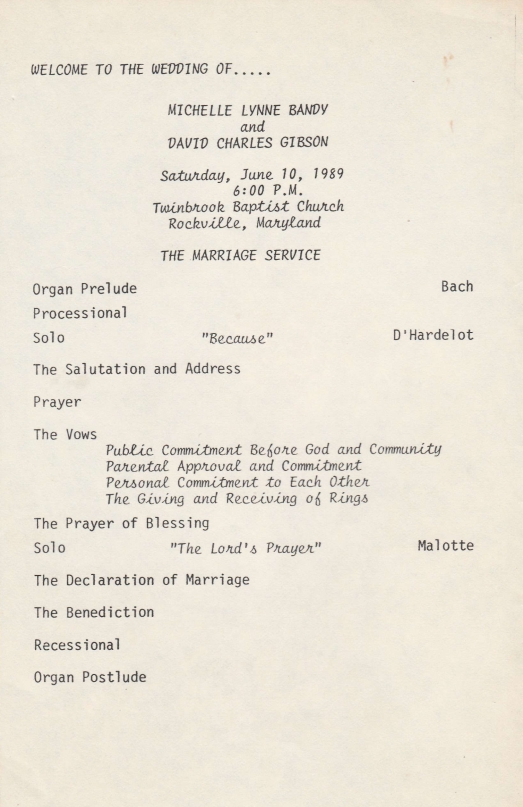 WELCOME TO THE WEDDING OF.....
MICHELLE LYNNE BANDY
and
DAVID CHARLES GIBSON
Saturday, June 10, 1989
6:00 P.M.
Twinbrook Baptist Church
Rockville, Maryland
THE MARRIAGE SERVICE
Organ Prelude Bach
Processional
Solo "Because" D'Hardelot
The Salutation and Address
Prayer
The Vows
Public Commitment Before God and Community
Parental Approval and Commitment
Personal Commitment to Each Other
The Giving and Receiving of Rings
The Prayer of Blessing
Solo "The Lord's Prayer" Malotte
The Declaration of Marriage
The Benediction
Recessional
Organ Postlude